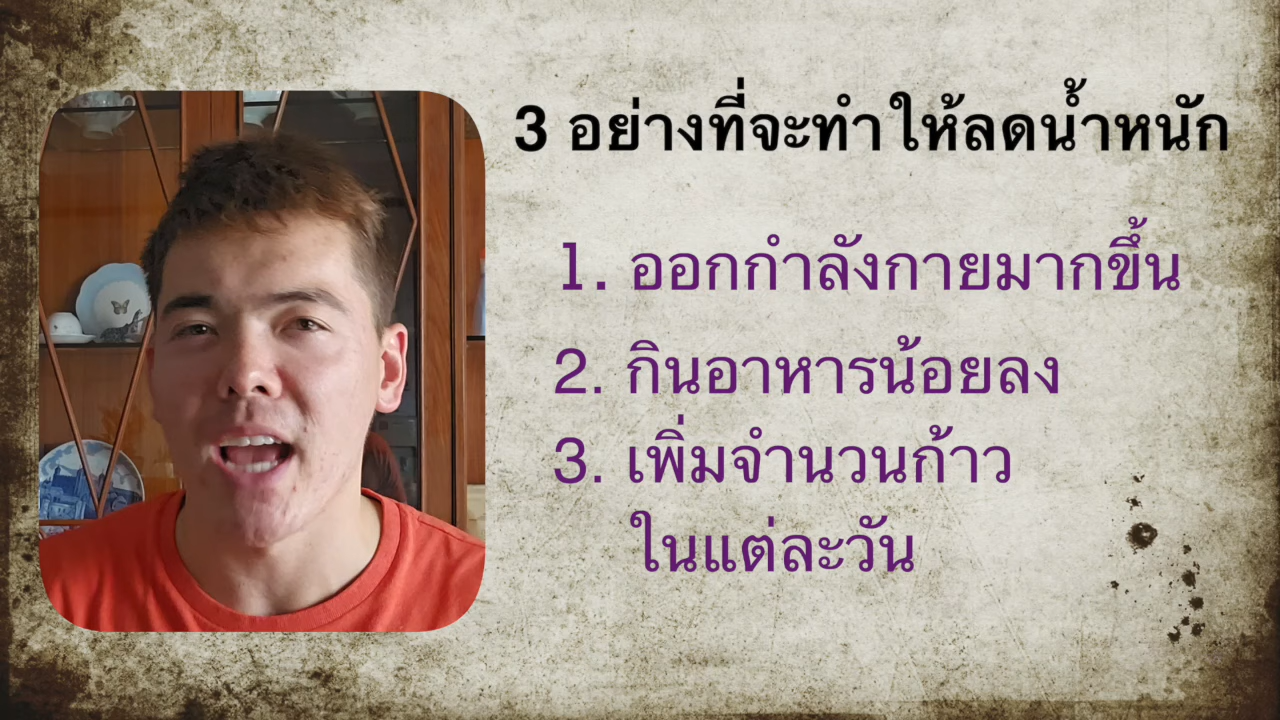 3 อย่างที่จะทำให้ลดน้ำหนัก
1. ออกกำลังกายมากขึ้น
2. กินอาหารน้อยลง
3. เพิ่มจำนวนก้าว
ในแต่ละวัน